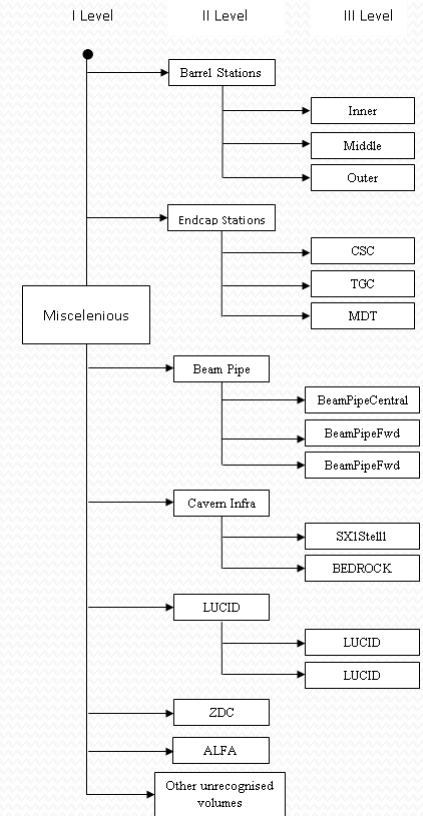 I Level
II Level
III Level
Barrel Stations
Inner
Middle
Outer
Endcap Stations
CSC
TGC
MDT
Miscelenious
Beam Pipe
BeamPipeCentral
BeamPipeFwd
BeamPipeFwd
Cavern Infra
SX1Stell1
BEDROCK
LUCID
LUCID
LUCID
ZDC
ALFA
Other unrecognised
volumes